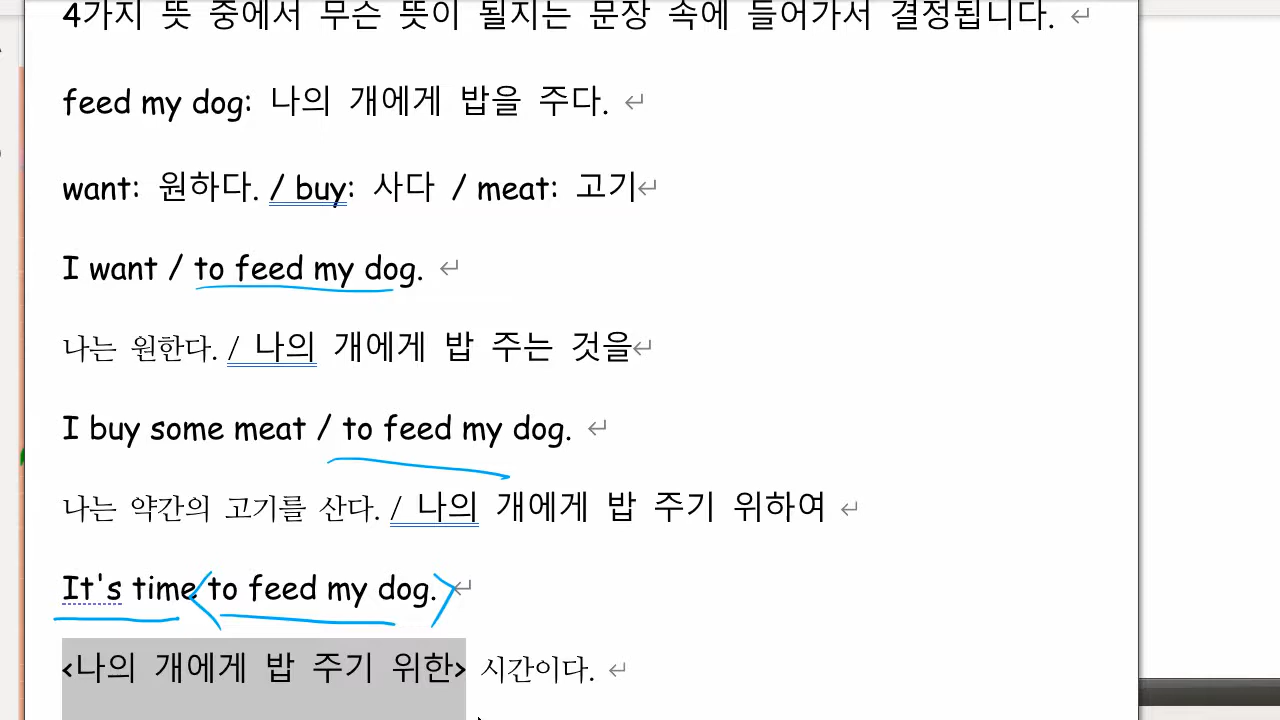 4가지 뜻 중에서 무슨 뜻이 될지는 문장 속에 들어가서 결정됩니다.
feed my dog: 나의 개에게 밥을 주다.
want: 원하다. / buy: 사다 / meat: 고기
I want / to feed my dog.
나는 원한다. / 나의 개에게 밥 주는 것을
I buy some meat / to feed my dog.
나는 약간의 고기를 산다. / 나의 개에게 밥 주기 위하여
It's time to feed my dog.
<나의 개에게 밥 주기 위한> 시간이다.